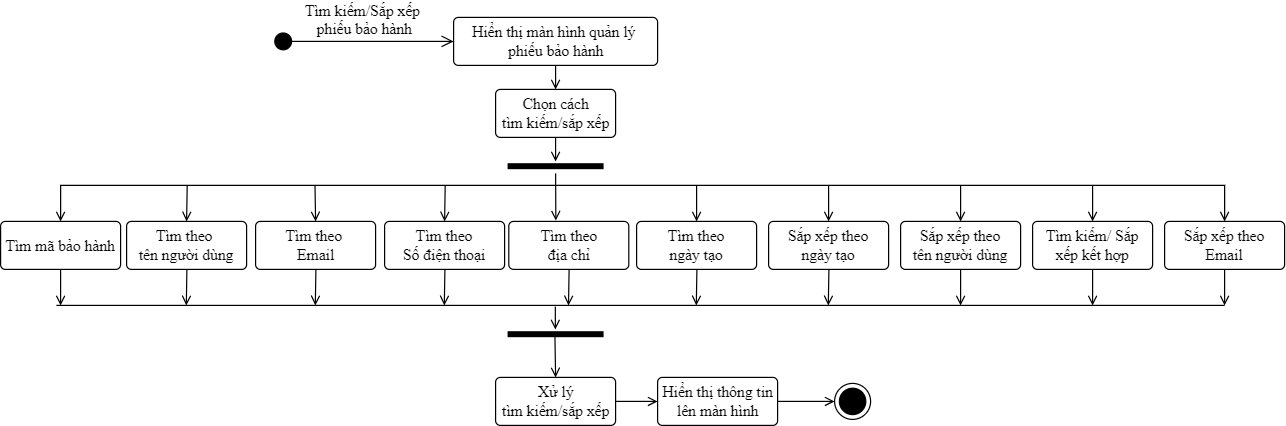 Tìm kiếm/Sắp xếp
phiếu bảo hành
Hiển thị màn hình quản lý
phiếu bảo hành
Chọn cách
tìm kiếm/sắp xếp
Tìm mã bảo hành
Tìm theo
tên người dùng
Tìm theo
Email
Tìm theo
Số điện thoại
Tìm theo
địa chỉ
Tìm theo
ngày tạo
Sắp xếp theo
ngày tạo
Sắp xếp theo
tên người dùng
Tìm kiếm/ Sắp
xếp kết hợp
Sắp xếp theo
Email
Xử lý
tìm kiếm/sắp xếp
Hiển thị thông tin
lên màn hình